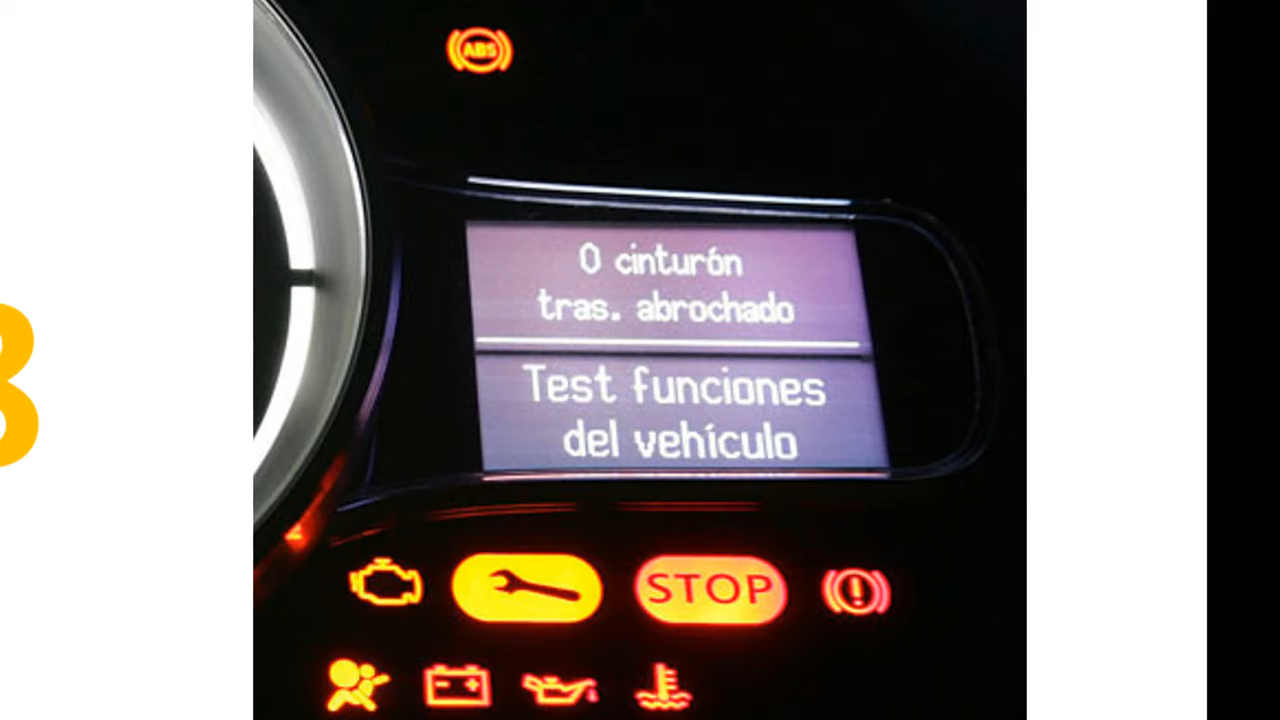 ABS
0 cinturón
tras. abrochado
Test funciones
del vehículo
STOP